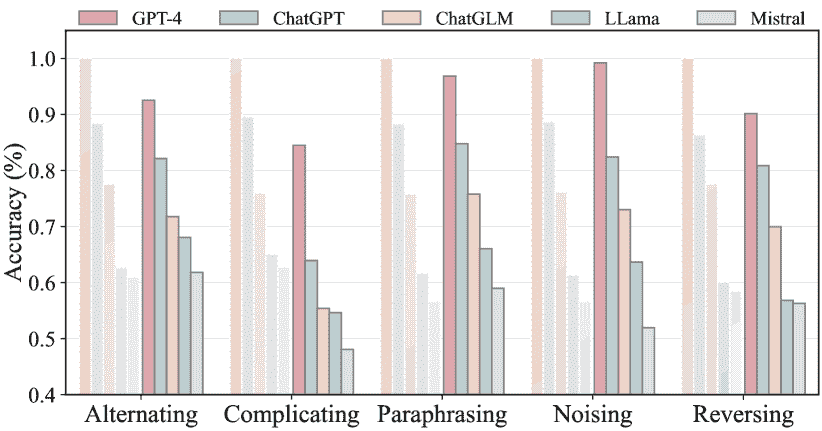 GPT-4 ChatGPT ChatGLM LLama Mistral
Accuracy (%)
1.0
0.9
0.8
0.7
0.6
0.5
0.4
Alternating Complicating Paraphrasing Noising Reversing